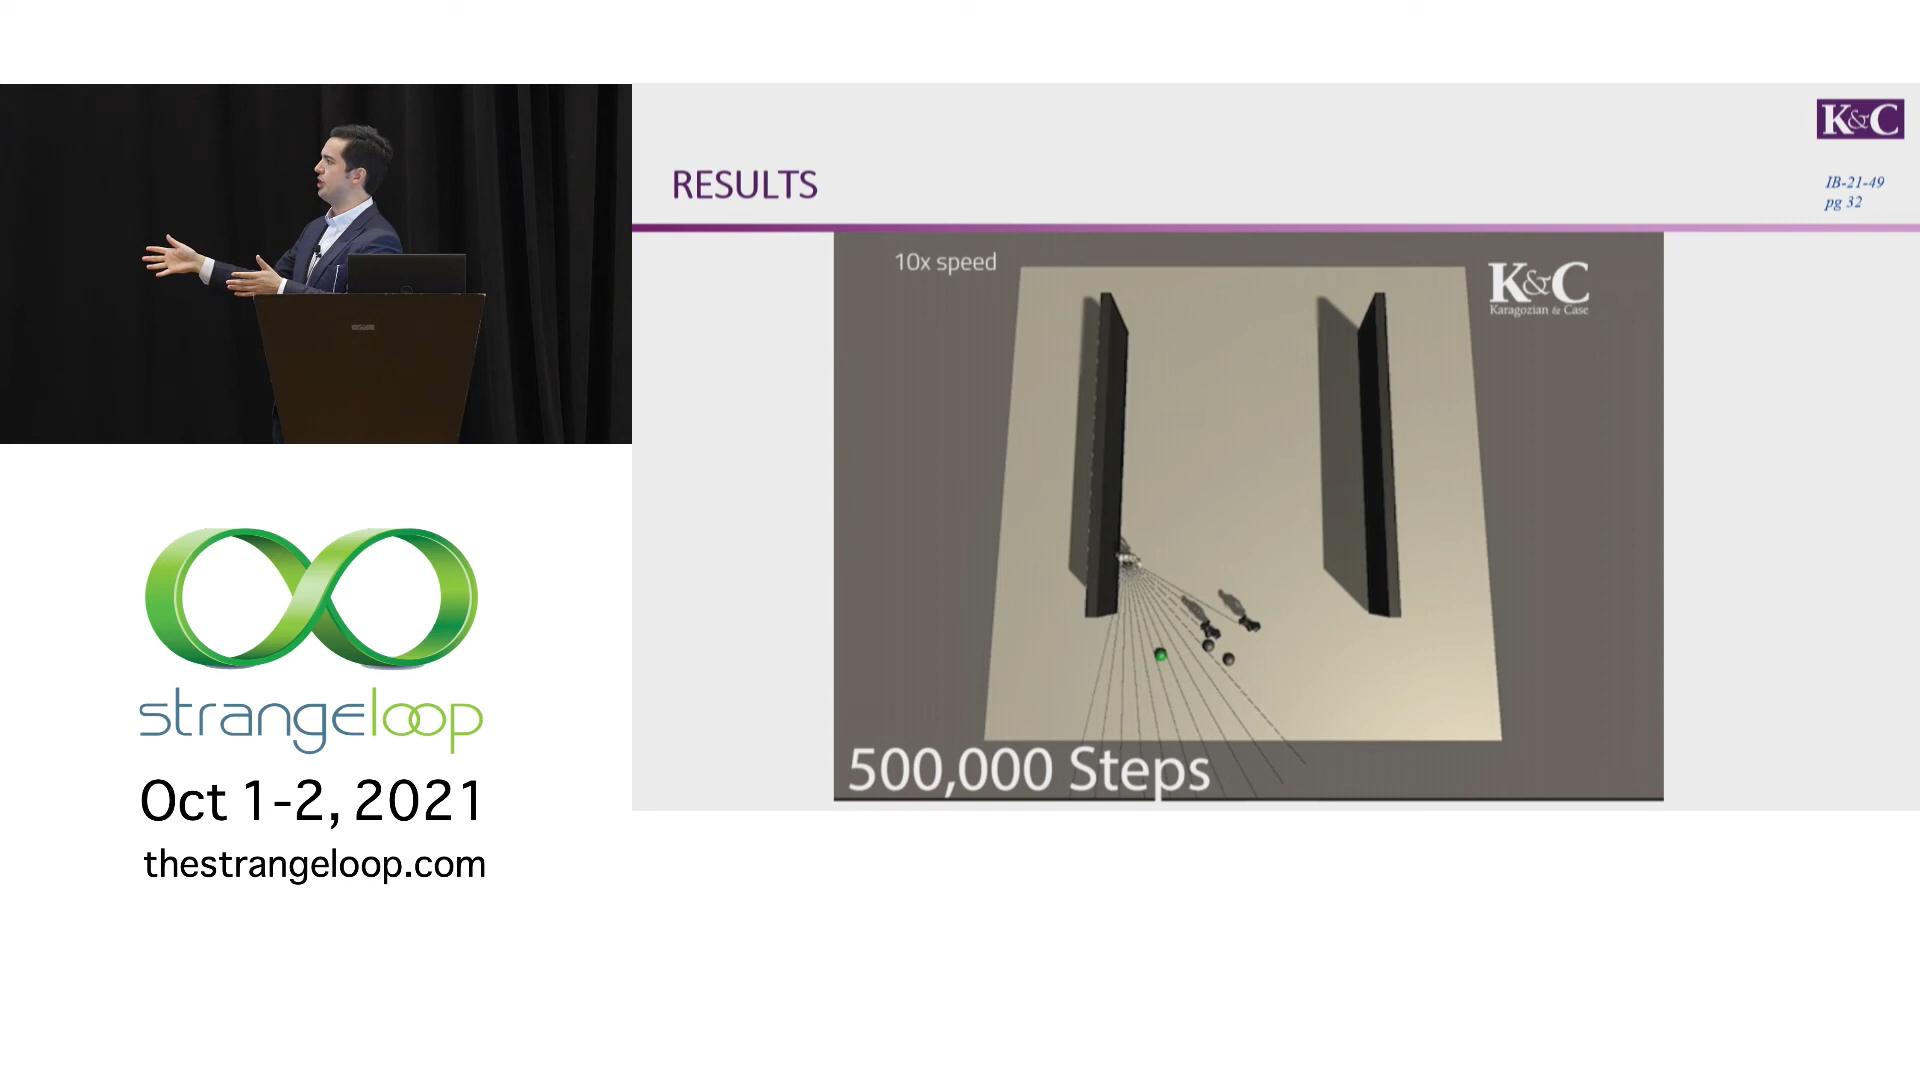 K&C
IB-21-49
pg 32
RESULTS
10x speed
K&C
Karagozian & Case
500,000 Steps
strangeloop
Oct 1-2, 2021
thestrangeloop.com